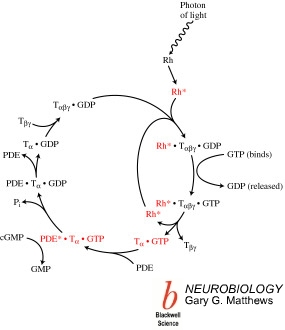 Photon
of light
Rh
Rh*
Tαβγ • GDP
Tβγ
Tα • GDP
PDE
Rh* • Tαβγ • GDP
GTP (binds)
PDE • Tα • GDP
GDP (released)
Pi
Rh* • Tαβγ • GTP
Rh*
cGMP
PDE* • Tα • GTP
Tα • GTP
Tβγ
GMP
PDE
b
Blackwell
Science
NEUROBIOLOGY
Gary G. Matthews